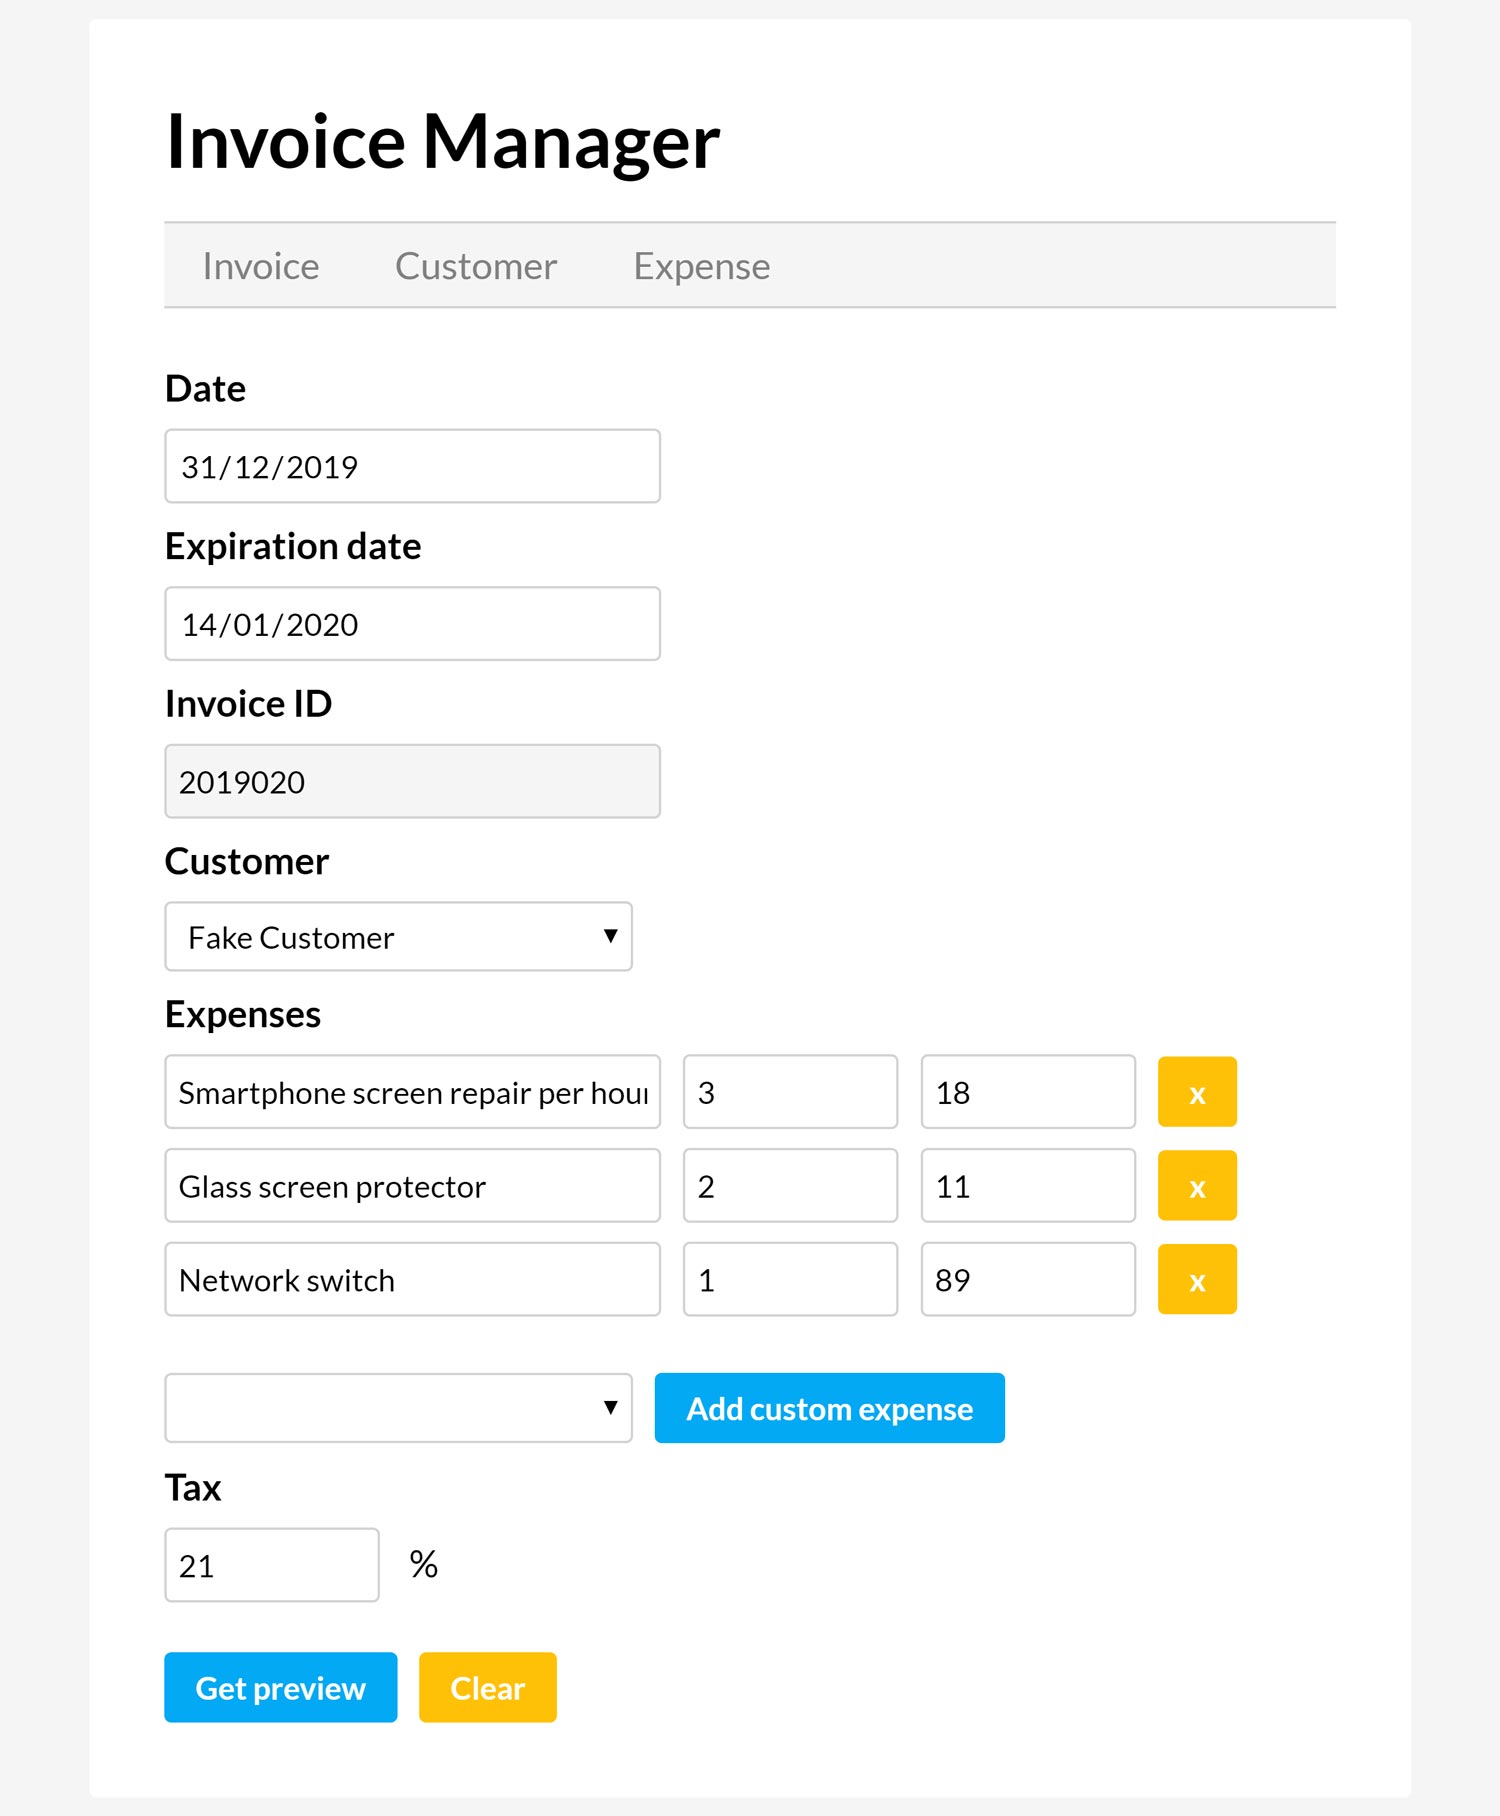 Invoice Manager
Invoice Customer Expense
Date
31/12/2019
Expiration date
14/01/2020
Invoice ID
2019020
Customer
Fake Customer ▼
Expenses
Smartphone screen repair per hour 3 18 x
Glass screen protector 2 11 x
Network switch 1 89 x
▼ Add custom expense
Tax
21 %
Get preview Clear